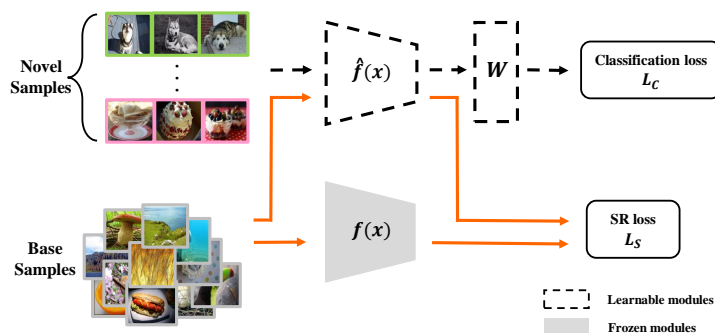 Novel
Samples
f̂(x)
W
Classification loss
L_C
Base
Samples
f(x)
SR loss
L_S
Learnable modules
Frozen modules